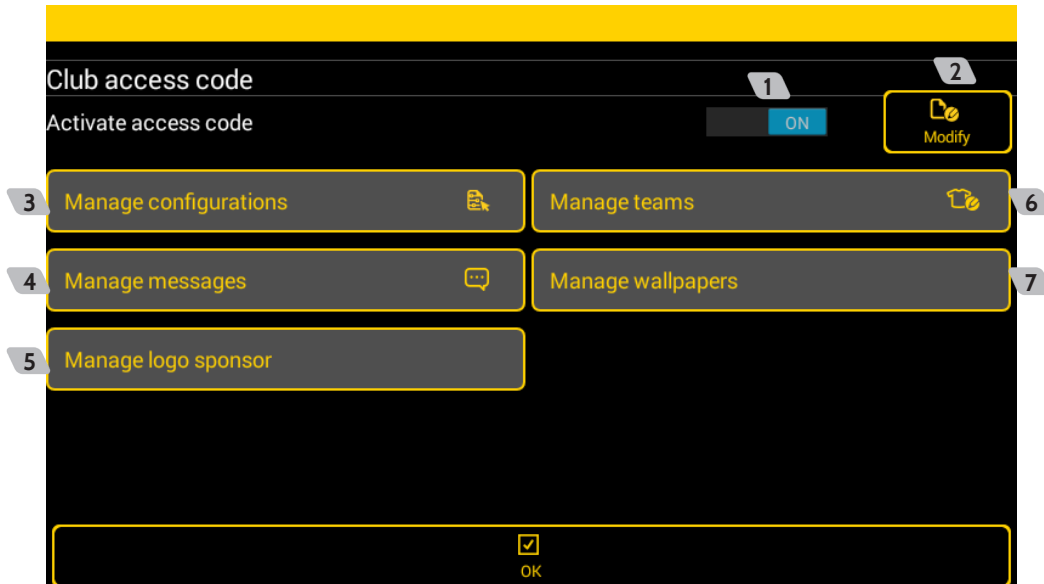 Club access code
1
2
Activate access code
ON
Modify
3
Manage configurations
Manage teams
6
4
Manage messages
Manage wallpapers
7
5
Manage logo sponsor
OK